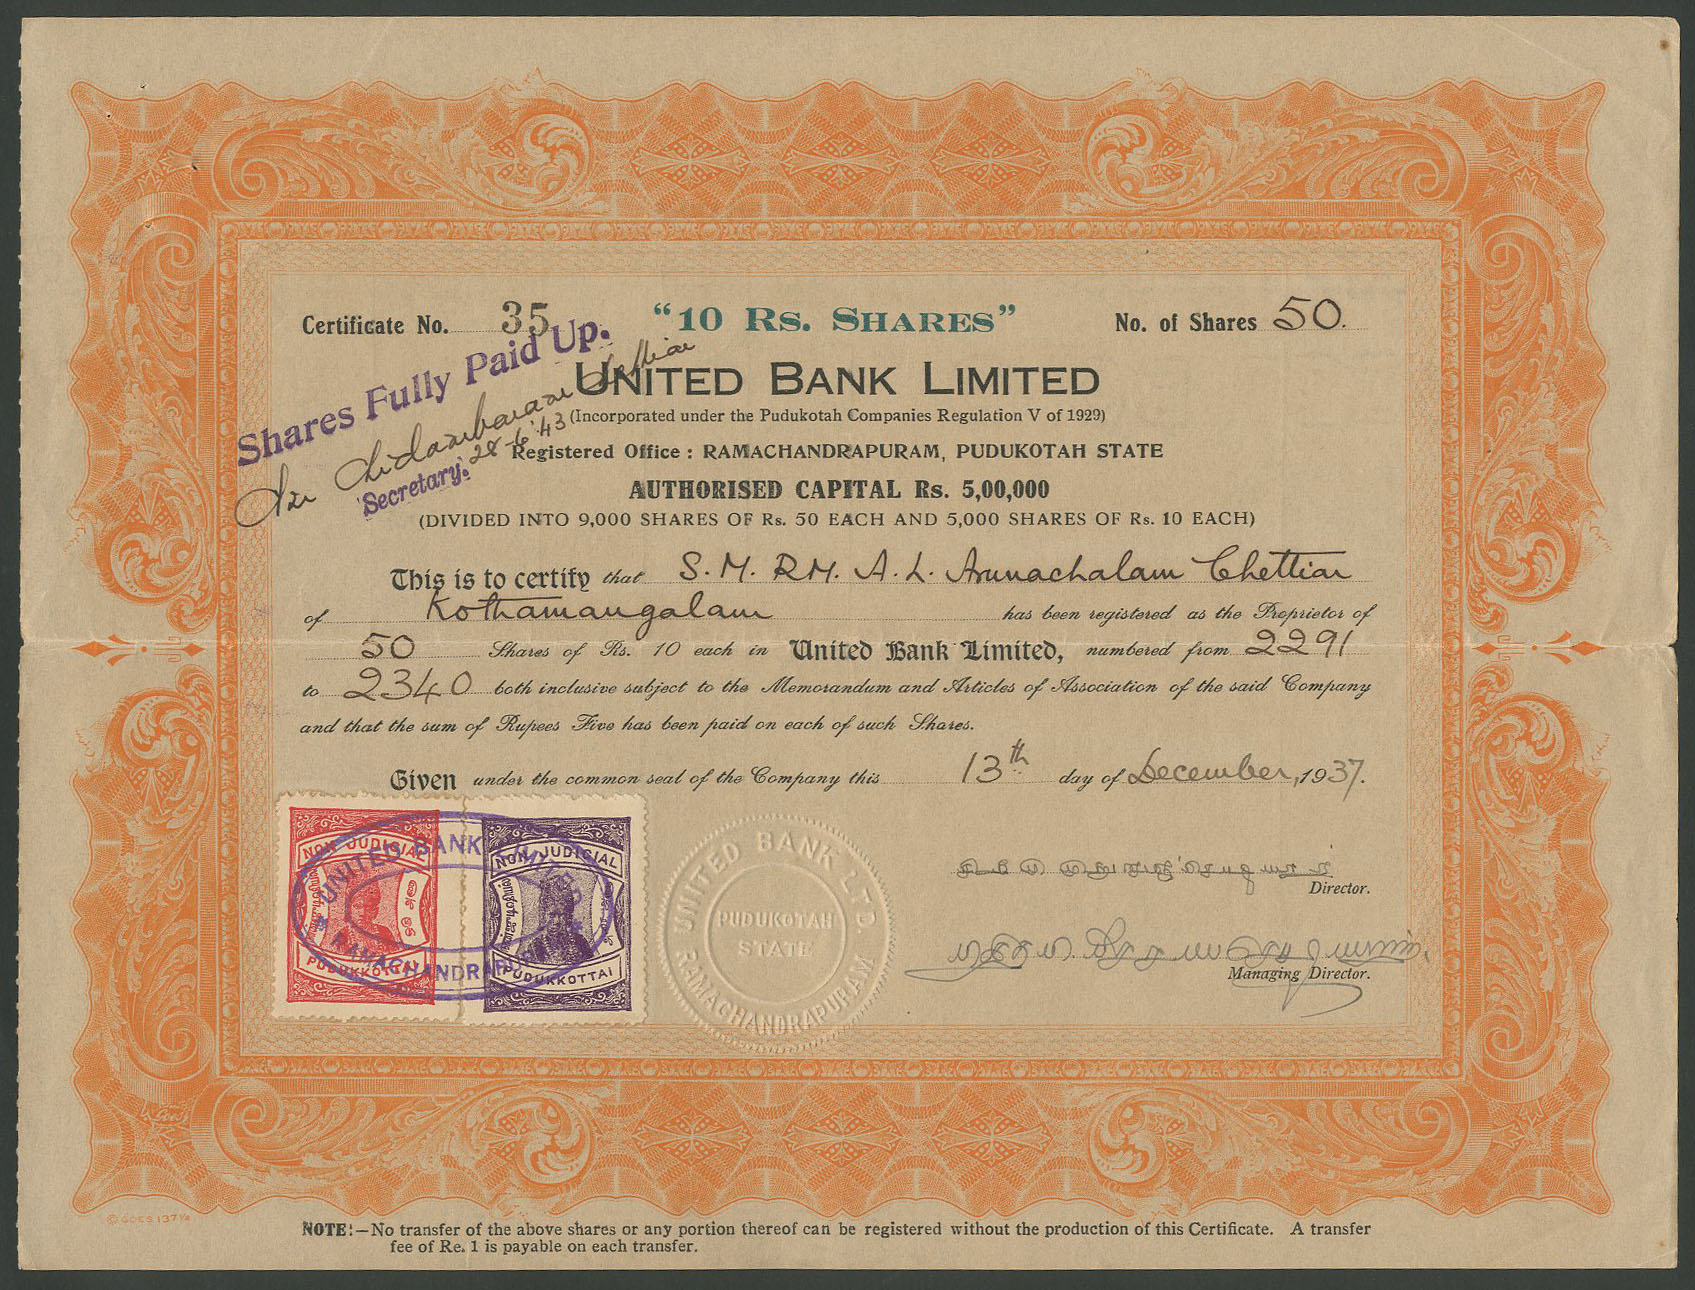 Certificate No. 35
"10 Rs. SHARES"
No. of Shares 50.
Shares Fully Paid Up.
Chidambaram Chettiar
28-6-'43
Secretary.
UNITED BANK LIMITED
(Incorporated under the Pudukotah Companies Regulation V of 1929)
Registered Office : RAMACHANDRAPURAM, PUDUKOTAH STATE
AUTHORISED CAPITAL Rs. 5,00,000
(DIVIDED INTO 9,000 SHARES OF Rs. 50 EACH AND 5,000 SHARES OF Rs. 10 EACH)
This is to certify that S. M. RM. A. L. Arunachalam Chettiar
of Kothamangalam has been registered as the Proprietor of
50 Shares of Rs. 10 each in United Bank Limited, numbered from 2291
to 2340 both inclusive subject to the Memorandum and Articles of Association of the said Company
and that the sum of Rupees Five has been paid on each of such Shares.
Given under the common seal of the Company this 13th day of December, 1937.
NON JUDICIAL
PUDUKKOTTAI
NON JUDICIAL
PUDUKKOTTAI
UNITED BANK LIMITED
RAMACHANDRAPURAM
UNITED BANK LTD.
PUDUKOTAH
STATE
RAMACHANDRAPURAM
Director.
Managing Director.
© GOES 137½
NOTE:—No transfer of the above shares or any portion thereof can be registered without the production of this Certificate. A transfer
fee of Re. 1 is payable on each transfer.